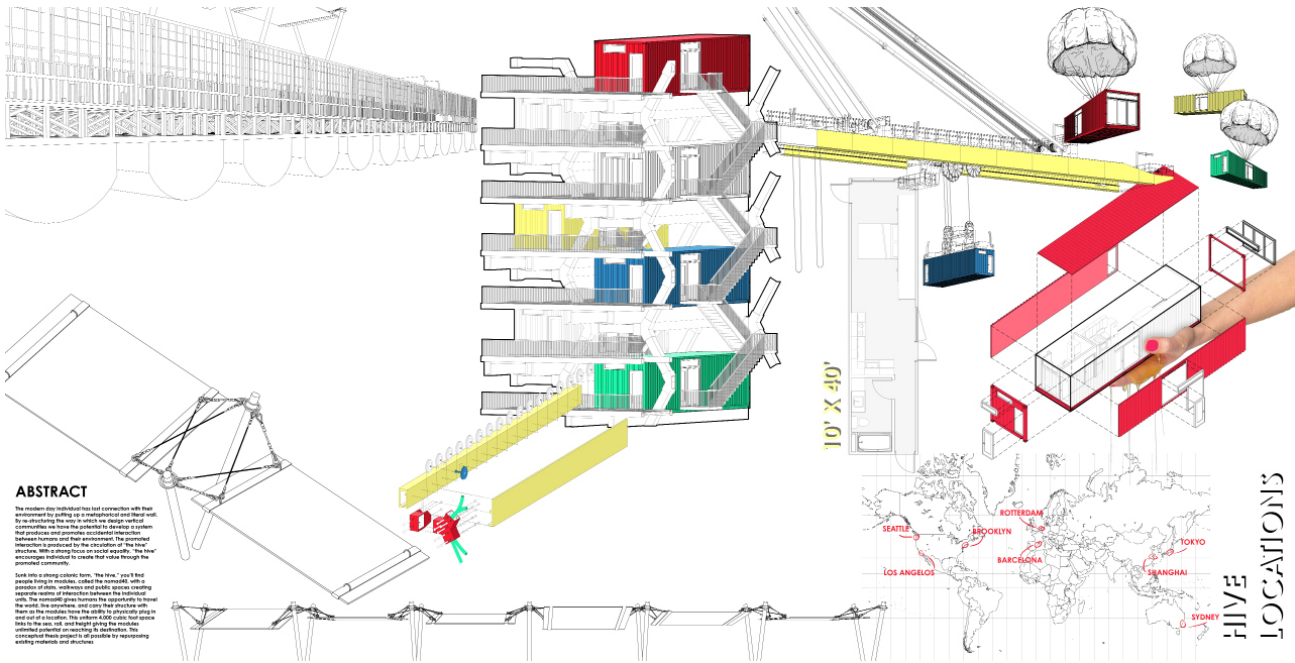 ABSTRACT
The modern day individual has lost connection with their
environment by putting up a metaphorical and literal wall.
By re-structuring the way in which we design vertical
communities we have the potential to develop a system
that produces and promotes accidental interaction
between humans and their environment. The promoted
interaction is produced by the circulation of "the hive"
structure. With a strong focus on social equality, "the hive"
encourages individual to create that value through the
promoted community.
Sunk into a strong colonic form, "the hive," you'll find
people living in modules, called the nomad40, with a
paradox of stairs, walkways and public spaces creating
separate realms of interaction between the individual
units. The nomad40 gives humans the opportunity to travel
the world, live anywhere, and carry their structure with
them as the modules have the ability to physically plug in
and out of a location. This uniform 4,000 cubic foot space
links to the sea, rail, and freight giving the modules
unlimited potential on reaching its destination. This
conceptual thesis project is all possible by repurposing
existing materials and structures
10' X 40'
SEATTLE
LOS ANGELOS
BROOKLYN
ROTTERDAM
BARCELONA
TOKYO
SHANGHAI
SYDNEY
HIVE
LOCATIONS